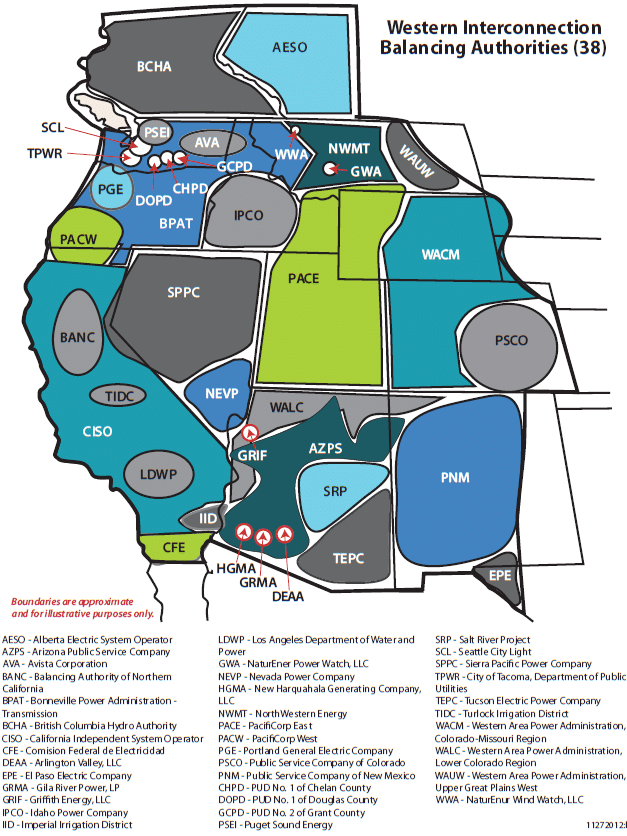 Western Interconnection
Balancing Authorities (38)
AESO
BCHA
SCL
PSEI
AVA
TPWR
WWA
NWMT
WAUW
GCPD
GWA
CHPD
PGE
DOPD
BPAT
IPCO
PACW
WACM
PACE
SPPC
BANC
PSCO
NEVP
TIDC
WALC
CISO
GRIF
AZPS
LDWP
SRP
PNM
IID
CFE
TEPC
HGMA
GRMA
DEAA
EPE
Boundaries are approximate
and for illustrative purposes only.
AESO - Alberta Electric System Operator
AZPS - Arizona Public Service Company
AVA - Avista Corporation
BANC - Balancing Authority of Northern
California
BPAT - Bonneville Power Administration -
Transmission
BCHA - British Columbia Hydro Authority
CISO - California Independent System Operator
CFE - Comision Federal de Electricidad
DEAA - Arlington Valley, LLC
EPE - El Paso Electric Company
GRMA - Gila River Power, LP
GRIF - Griffith Energy, LLC
IPCO - Idaho Power Company
IID - Imperial Irrigation District
LDWP - Los Angeles Department of Water and
Power
GWA - NaturEner Power Watch, LLC
NEVP - Nevada Power Company
HGMA - New Harquahala Generating Company,
LLC
NWMT - NorthWestern Energy
PACE - PacifiCorp East
PACW - PacifiCorp West
PGE - Portland General Electric Company
PSCO - Public Service Company of Colorado
PNM - Public Service Company of New Mexico
CHPD - PUD No. 1 of Chelan County
DOPD - PUD No. 1 of Douglas County
GCPD - PUD No. 2 of Grant County
PSEI - Puget Sound Energy
SRP - Salt River Project
SCL - Seattle City Light
SPPC - Sierra Pacific Power Company
TPWR - City of Tacoma, Department of Public
Utilities
TEPC - Tucson Electric Power Company
TIDC - Turlock Irrigation District
WACM - Western Area Power Administration,
Colorado-Missouri Region
WALC - Western Area Power Administration,
Lower Colorado Region
WAUW - Western Area Power Administration,
Upper Great Plains West
WWA - NaturEnur Wind Watch, LLC